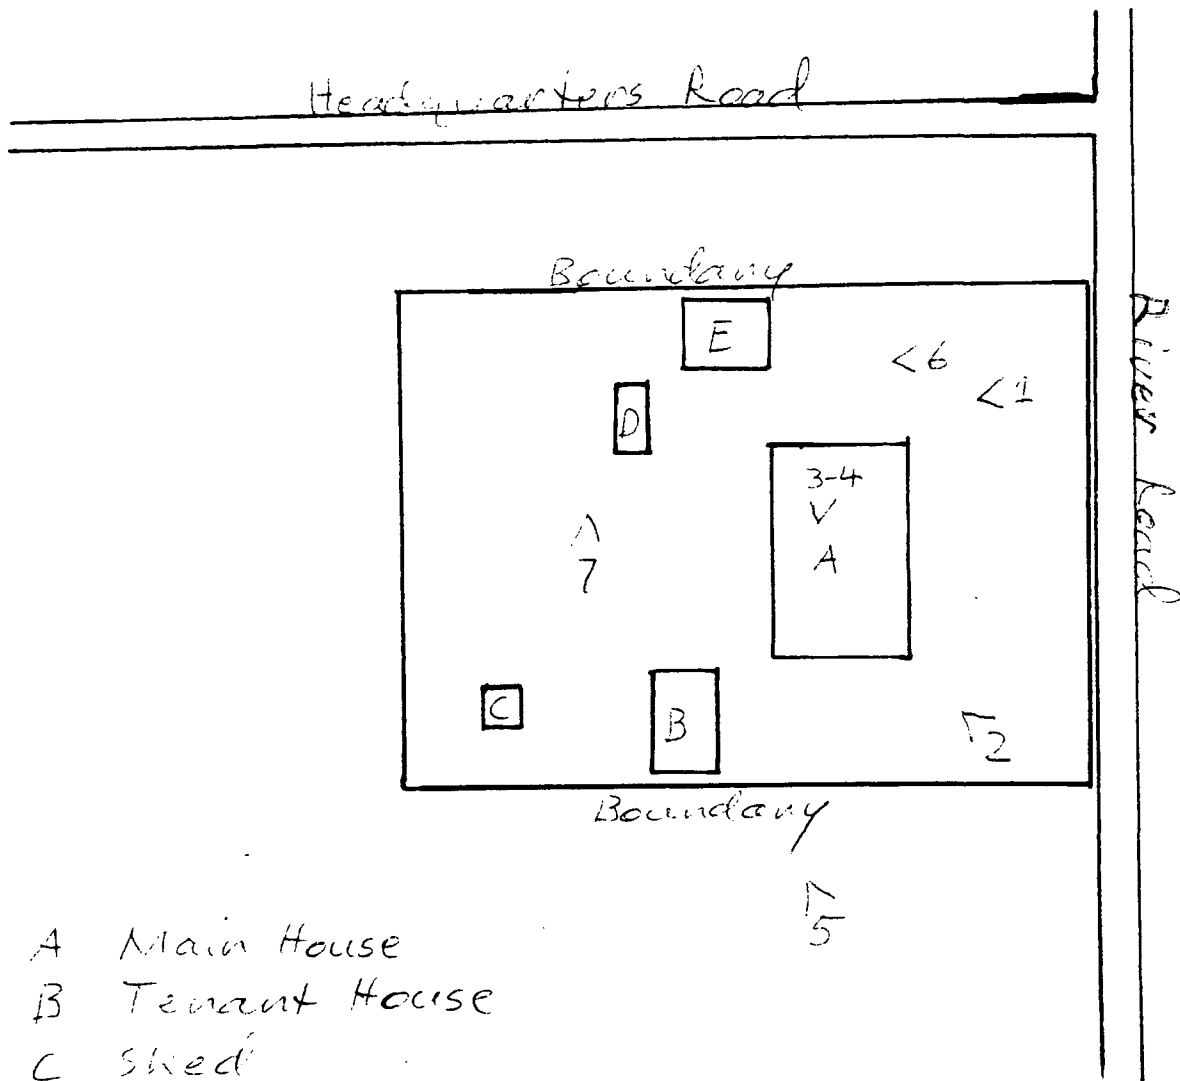 Headquarters Road
Boundary
E
<6
<1
D
River Road
3-4
V
A
Λ
7
C
B
2
Boundary
5
A Main House
B Tenant House
C Shed